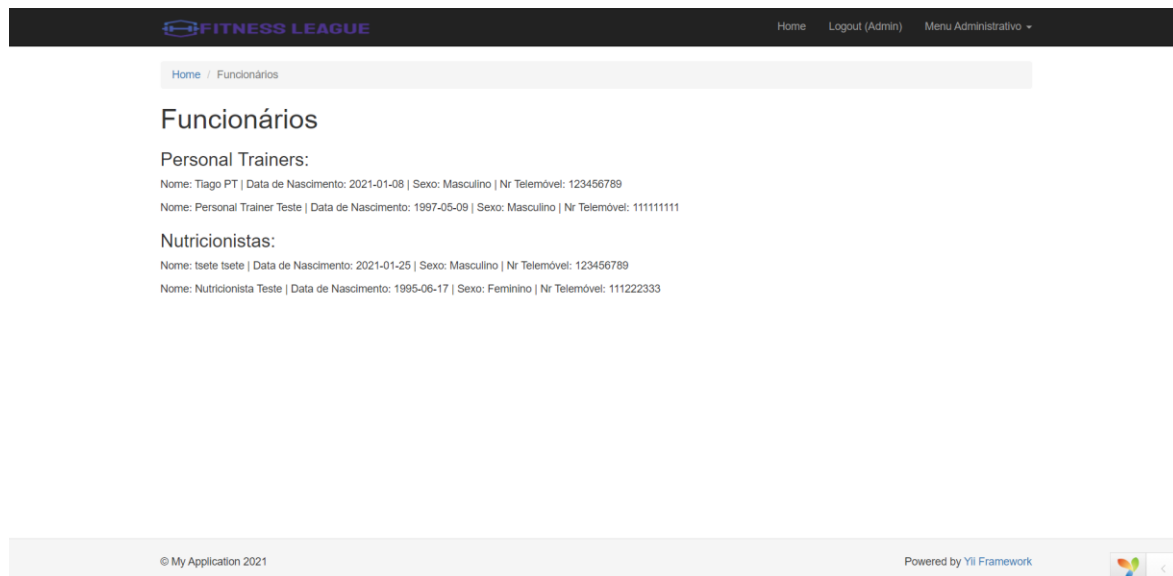 FITNESS LEAGUE
Home Logout (Admin) Menu Administrativo
Home / Funcionários
Funcionários
Personal Trainers:
Nome: Tiago PT | Data de Nascimento: 2021-01-08 | Sexo: Masculino | Nr Telemóvel: 123456789
Nome: Personal Trainer Teste | Data de Nascimento: 1997-05-09 | Sexo: Masculino | Nr Telemóvel: 111111111
Nutricionistas:
Nome: tsete tsete | Data de Nascimento: 2021-01-25 | Sexo: Masculino | Nr Telemóvel: 123456789
Nome: Nutricionista Teste | Data de Nascimento: 1995-06-17 | Sexo: Feminino | Nr Telemóvel: 111222333
© My Application 2021
Powered by Yii Framework